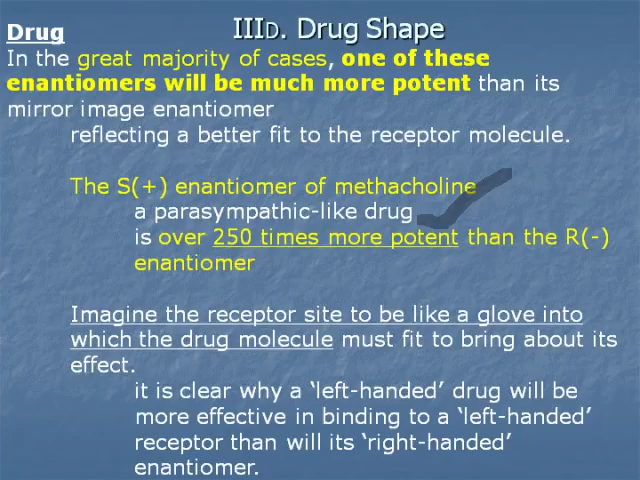 IIID. Drug Shape
Drug
In the great majority of cases, one of these
enantiomers will be much more potent than its
mirror image enantiomer
reflecting a better fit to the receptor molecule.
The S(+) enantiomer of methacholine
a parasympathic-like drug
is over 250 times more potent than the R(-)
enantiomer
Imagine the receptor site to be like a glove into
which the drug molecule must fit to bring about its
effect.
it is clear why a ‘left-handed’ drug will be
more effective in binding to a ‘left-handed’
receptor than will its ‘right-handed’
enantiomer.